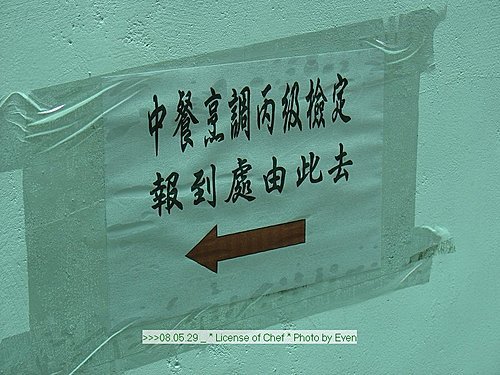 中餐烹調丙級檢定
報到處由此去
>>>08.05.29 _ * License of Chef * Photo by Even